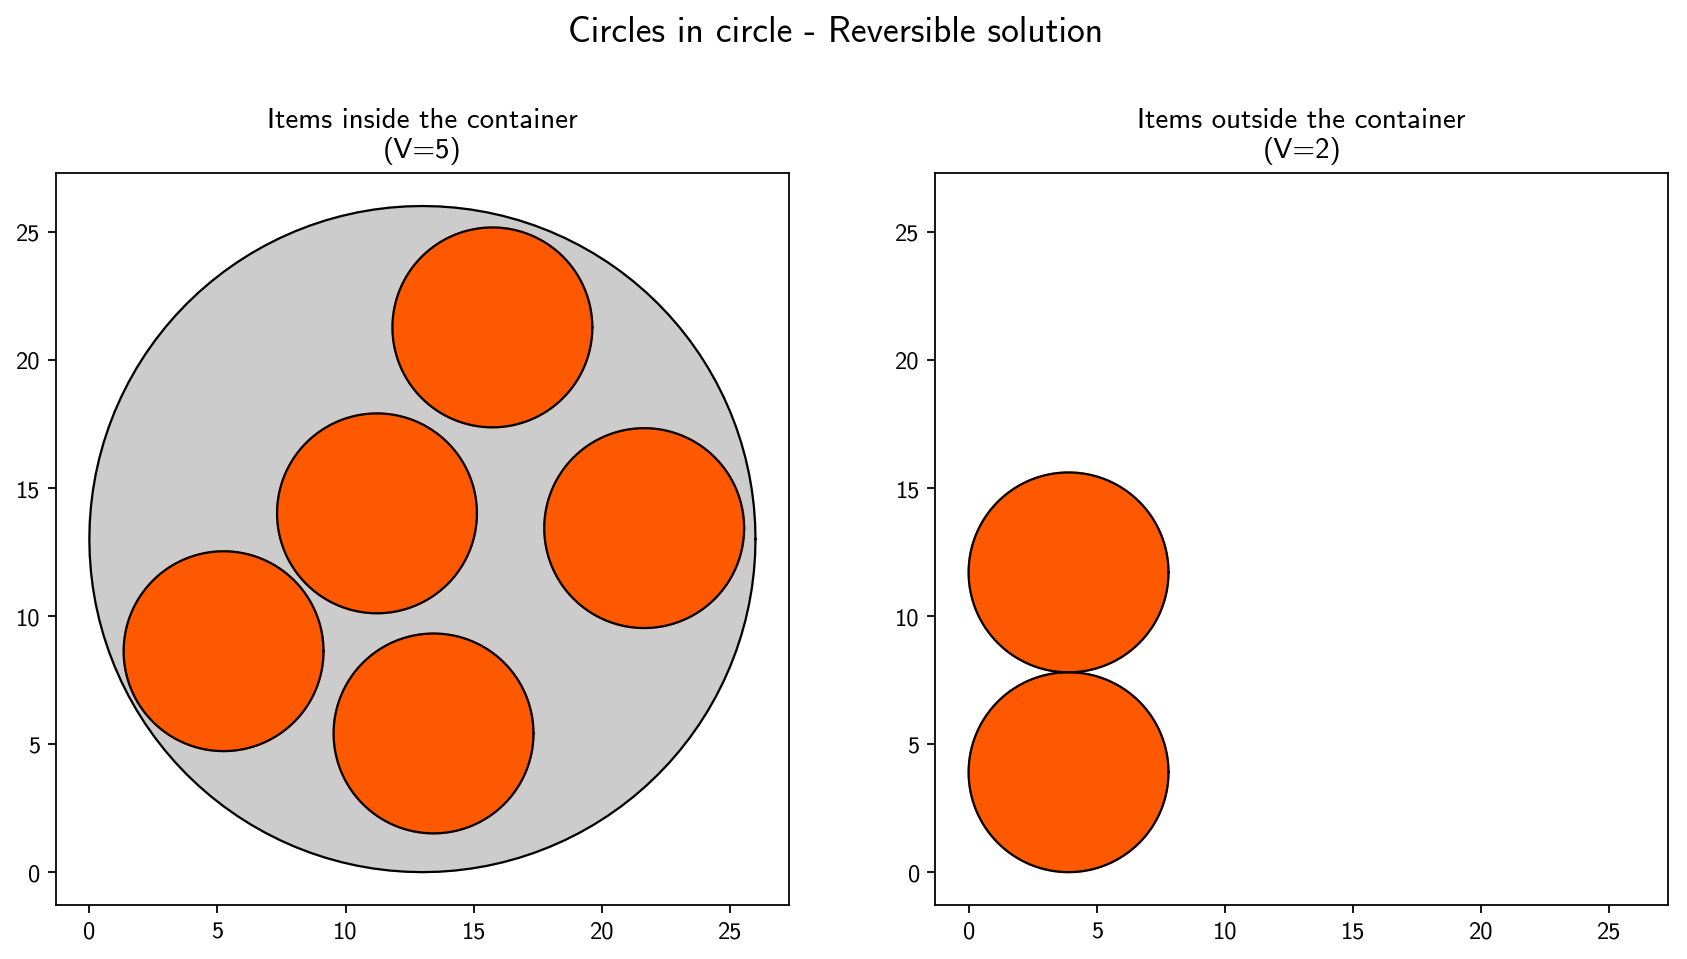 Circles in circle - Reversible solution
Items inside the container
(V=5)
25
20
15
10
5
0
0 5 10 15 20 25
Items outside the container
(V=2)
25
20
15
10
5
0
0 5 10 15 20 25